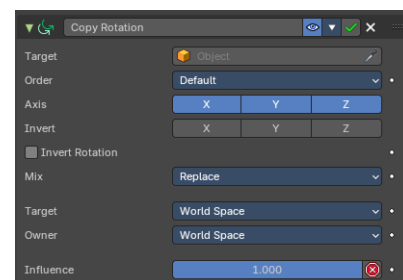 Copy Rotation
Target Object
Order Default
Axis X Y Z
Invert X Y Z
Invert Rotation
Mix Replace
Target World Space
Owner World Space
Influence 1.000